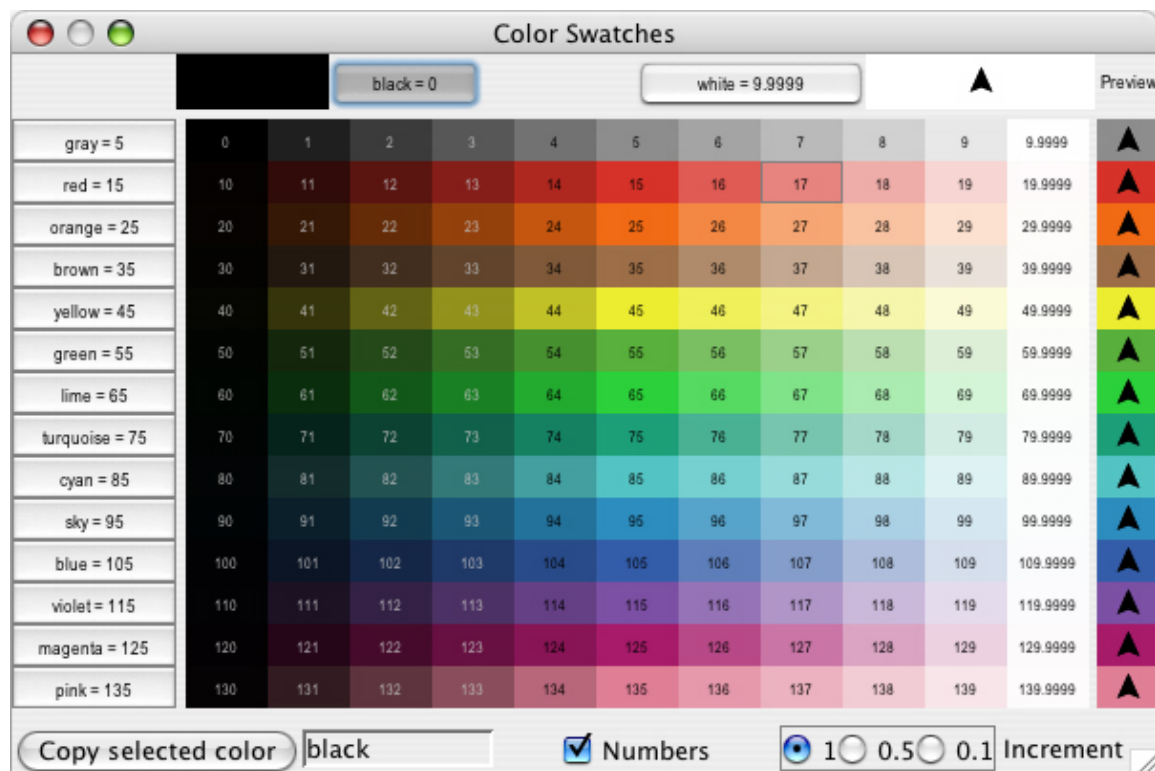 Color Swatches
black = 0 white = 9.9999 Preview
gray = 5 0 1 2 3 4 5 6 7 8 9 9.9999
red = 15 10 11 12 13 14 15 16 17 18 19 19.9999
orange = 25 20 21 22 23 24 25 26 27 28 29 29.9999
brown = 35 30 31 32 33 34 35 36 37 38 39 39.9999
yellow = 45 40 41 42 43 44 45 46 47 48 49 49.9999
green = 55 50 51 52 53 54 55 56 57 58 59 59.9999
lime = 65 60 61 62 63 64 65 66 67 68 69 69.9999
turquoise = 75 70 71 72 73 74 75 76 77 78 79 79.9999
cyan = 85 80 81 82 83 84 85 86 87 88 89 89.9999
sky = 95 90 91 92 93 94 95 96 97 98 99 99.9999
blue = 105 100 101 102 103 104 105 106 107 108 109 109.9999
violet = 115 110 111 112 113 114 115 116 117 118 119 119.9999
magenta = 125 120 121 122 123 124 125 126 127 128 129 129.9999
pink = 135 130 131 132 133 134 135 136 137 138 139 139.9999
Copy selected color black Numbers 1 0.5 0.1 Increment